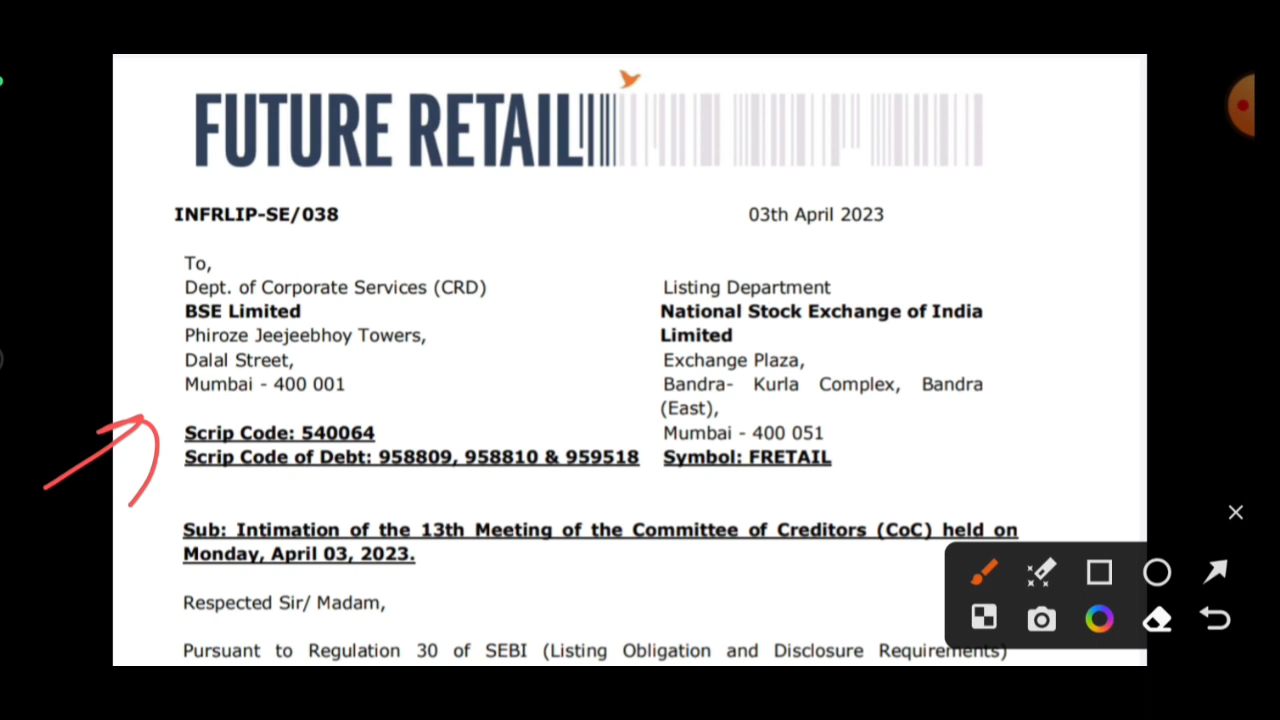 FUTURE RETAIL
INFRLIP-SE/038
03th April 2023
To,
Dept. of Corporate Services (CRD)
BSE Limited
Phiroze Jeejeebhoy Towers,
Dalal Street,
Mumbai - 400 001
Scrip Code: 540064
Scrip Code of Debt: 958809, 958810 & 959518
Listing Department
National Stock Exchange of India
Limited
Exchange Plaza,
Bandra- Kurla Complex, Bandra
(East),
Mumbai - 400 051
Symbol: FRETAIL
Sub: Intimation of the 13th Meeting of the Committee of Creditors (CoC) held on
Monday, April 03, 2023.
Respected Sir/ Madam,
Pursuant to Regulation 30 of SEBI (Listing Obligation and Disclosure Requirements)